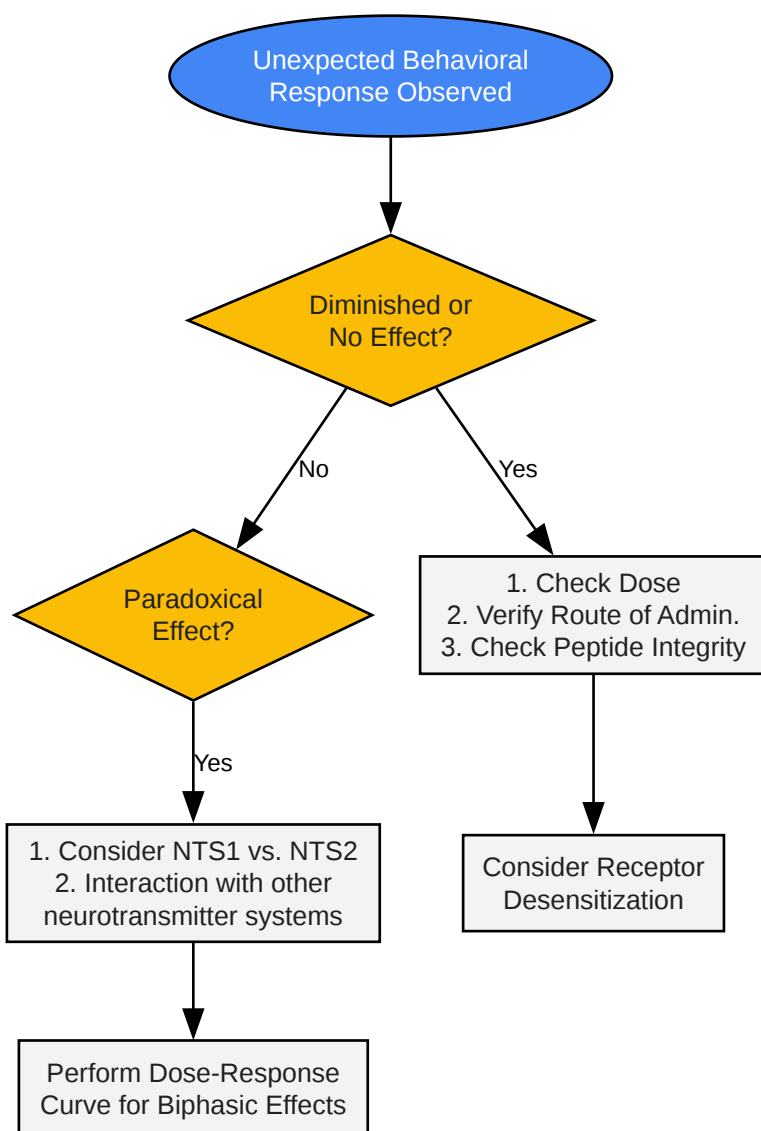 Unexpected Behavioral
Response Observed
Diminished or
No Effect?
No
Yes
Paradoxical
Effect?
1. Check Dose
2. Verify Route of Admin.
3. Check Peptide Integrity
Yes
1. Consider NTS1 vs. NTS2
2. Interaction with other
neurotransmitter systems
Consider Receptor
Desensitization
Perform Dose-Response
Curve for Biphasic Effects